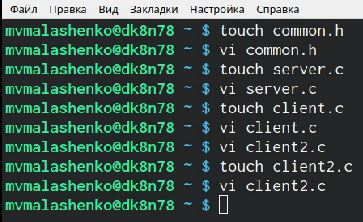 Файл Правка Вид Закладки Настройка Справка
mvmalashenko@dk8n78 ~ $ touch common.h
mvmalashenko@dk8n78 ~ $ vi common.h
mvmalashenko@dk8n78 ~ $ touch server.c
mvmalashenko@dk8n78 ~ $ vi server.c
mvmalashenko@dk8n78 ~ $ touch client.c
mvmalashenko@dk8n78 ~ $ vi client.c
mvmalashenko@dk8n78 ~ $ vi client2.c
mvmalashenko@dk8n78 ~ $ touch client2.c
mvmalashenko@dk8n78 ~ $ vi client2.c
mvmalashenko@dk8n78 ~ $